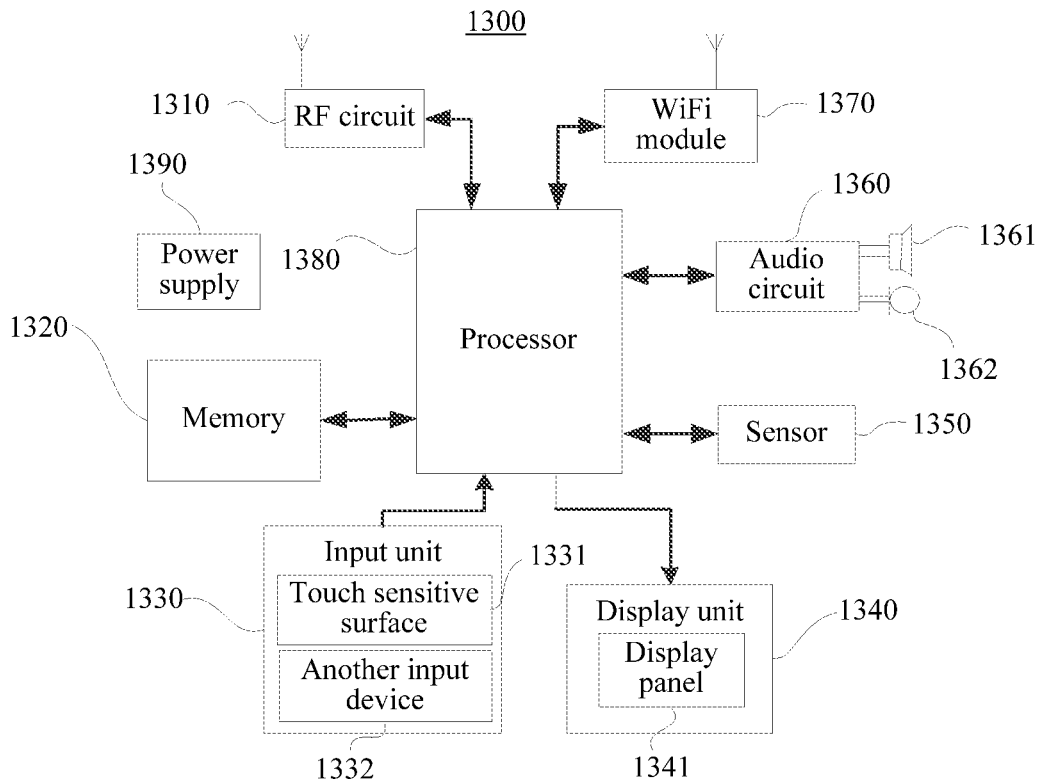 1300
1310
RF circuit
WiFi
module
1370
1390
Power
supply
1380
Processor
1360
Audio
circuit
1361
1362
1320
Memory
Sensor
1350
Input unit
1331
1330
Touch sensitive
surface
Another input
device
1332
Display unit
1340
Display
panel
1341